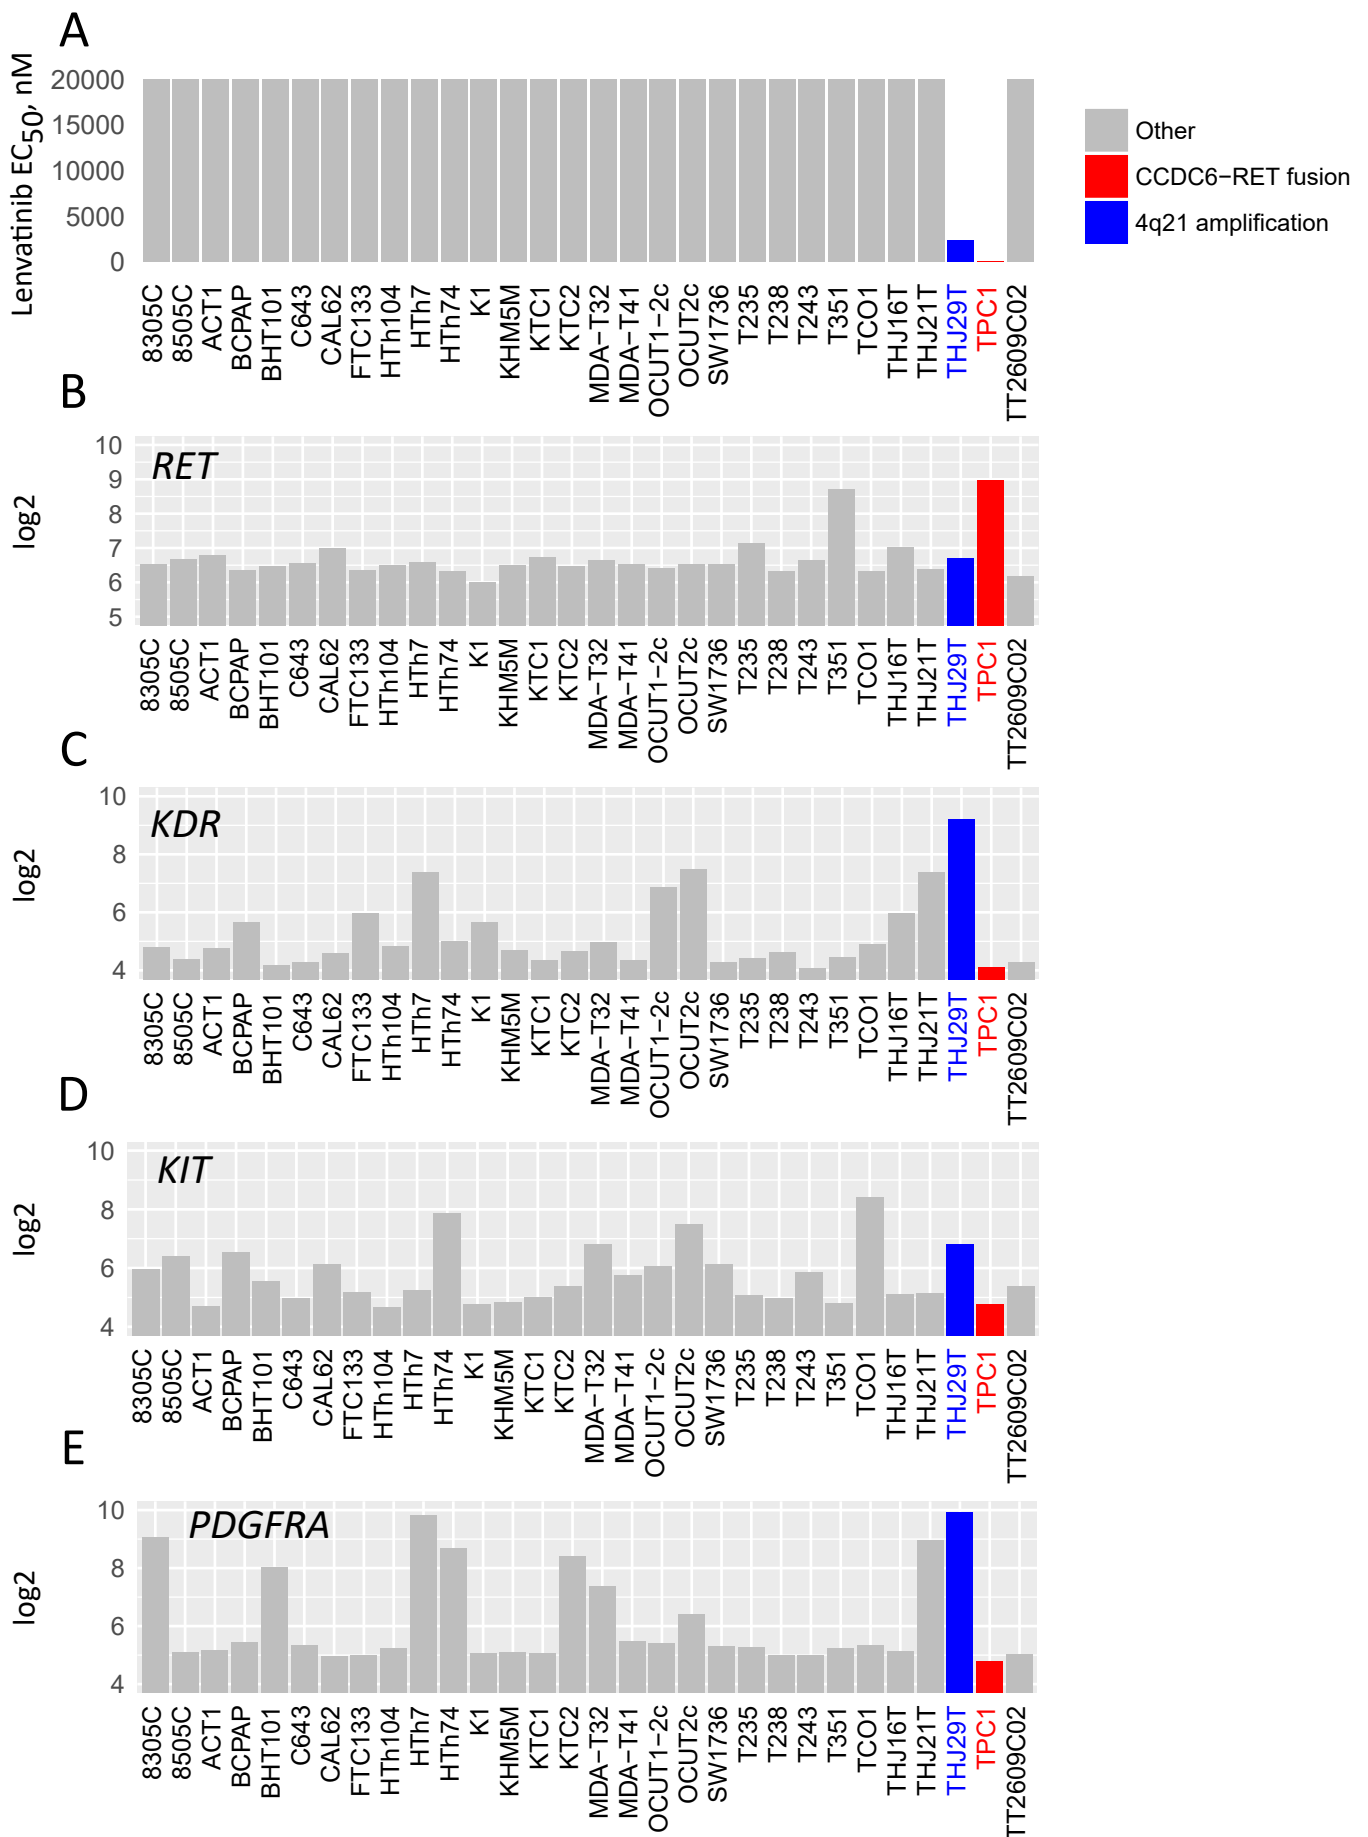 A
Lenvatinib EC50, nM
20000
15000
10000
5000
0
8305C
8505C
ACT1
BCPAP
BHT101
C643
CAL62
FTC133
HTh104
HTh7
HTh74
K1
KHM5M
KTC1
KTC2
MDA−T32
MDA−T41
OCUT1−2c
OCUT2c
SW1736
T235
T238
T243
T351
TCO1
THJ16T
THJ21T
THJ29T
TPC1
TT2609C02
Other
CCDC6−RET fusion
4q21 amplification
B
RET
log2
10
9
8
7
6
5
8305C
8505C
ACT1
BCPAP
BHT101
C643
CAL62
FTC133
HTh104
HTh7
HTh74
K1
KHM5M
KTC1
KTC2
MDA−T32
MDA−T41
OCUT1−2c
OCUT2c
SW1736
T235
T238
T243
T351
TCO1
THJ16T
THJ21T
THJ29T
TPC1
TT2609C02
C
KDR
log2
10
8
6
4
8305C
8505C
ACT1
BCPAP
BHT101
C643
CAL62
FTC133
HTh104
HTh7
HTh74
K1
KHM5M
KTC1
KTC2
MDA−T32
MDA−T41
OCUT1−2c
OCUT2c
SW1736
T235
T238
T243
T351
TCO1
THJ16T
THJ21T
THJ29T
TPC1
TT2609C02
D
KIT
log2
10
8
6
4
8305C
8505C
ACT1
BCPAP
BHT101
C643
CAL62
FTC133
HTh104
HTh7
HTh74
K1
KHM5M
KTC1
KTC2
MDA−T32
MDA−T41
OCUT1−2c
OCUT2c
SW1736
T235
T238
T243
T351
TCO1
THJ16T
THJ21T
THJ29T
TPC1
TT2609C02
E
PDGFRA
log2
10
8
6
4
8305C
8505C
ACT1
BCPAP
BHT101
C643
CAL62
FTC133
HTh104
HTh7
HTh74
K1
KHM5M
KTC1
KTC2
MDA−T32
MDA−T41
OCUT1−2c
OCUT2c
SW1736
T235
T238
T243
T351
TCO1
THJ16T
THJ21T
THJ29T
TPC1
TT2609C02